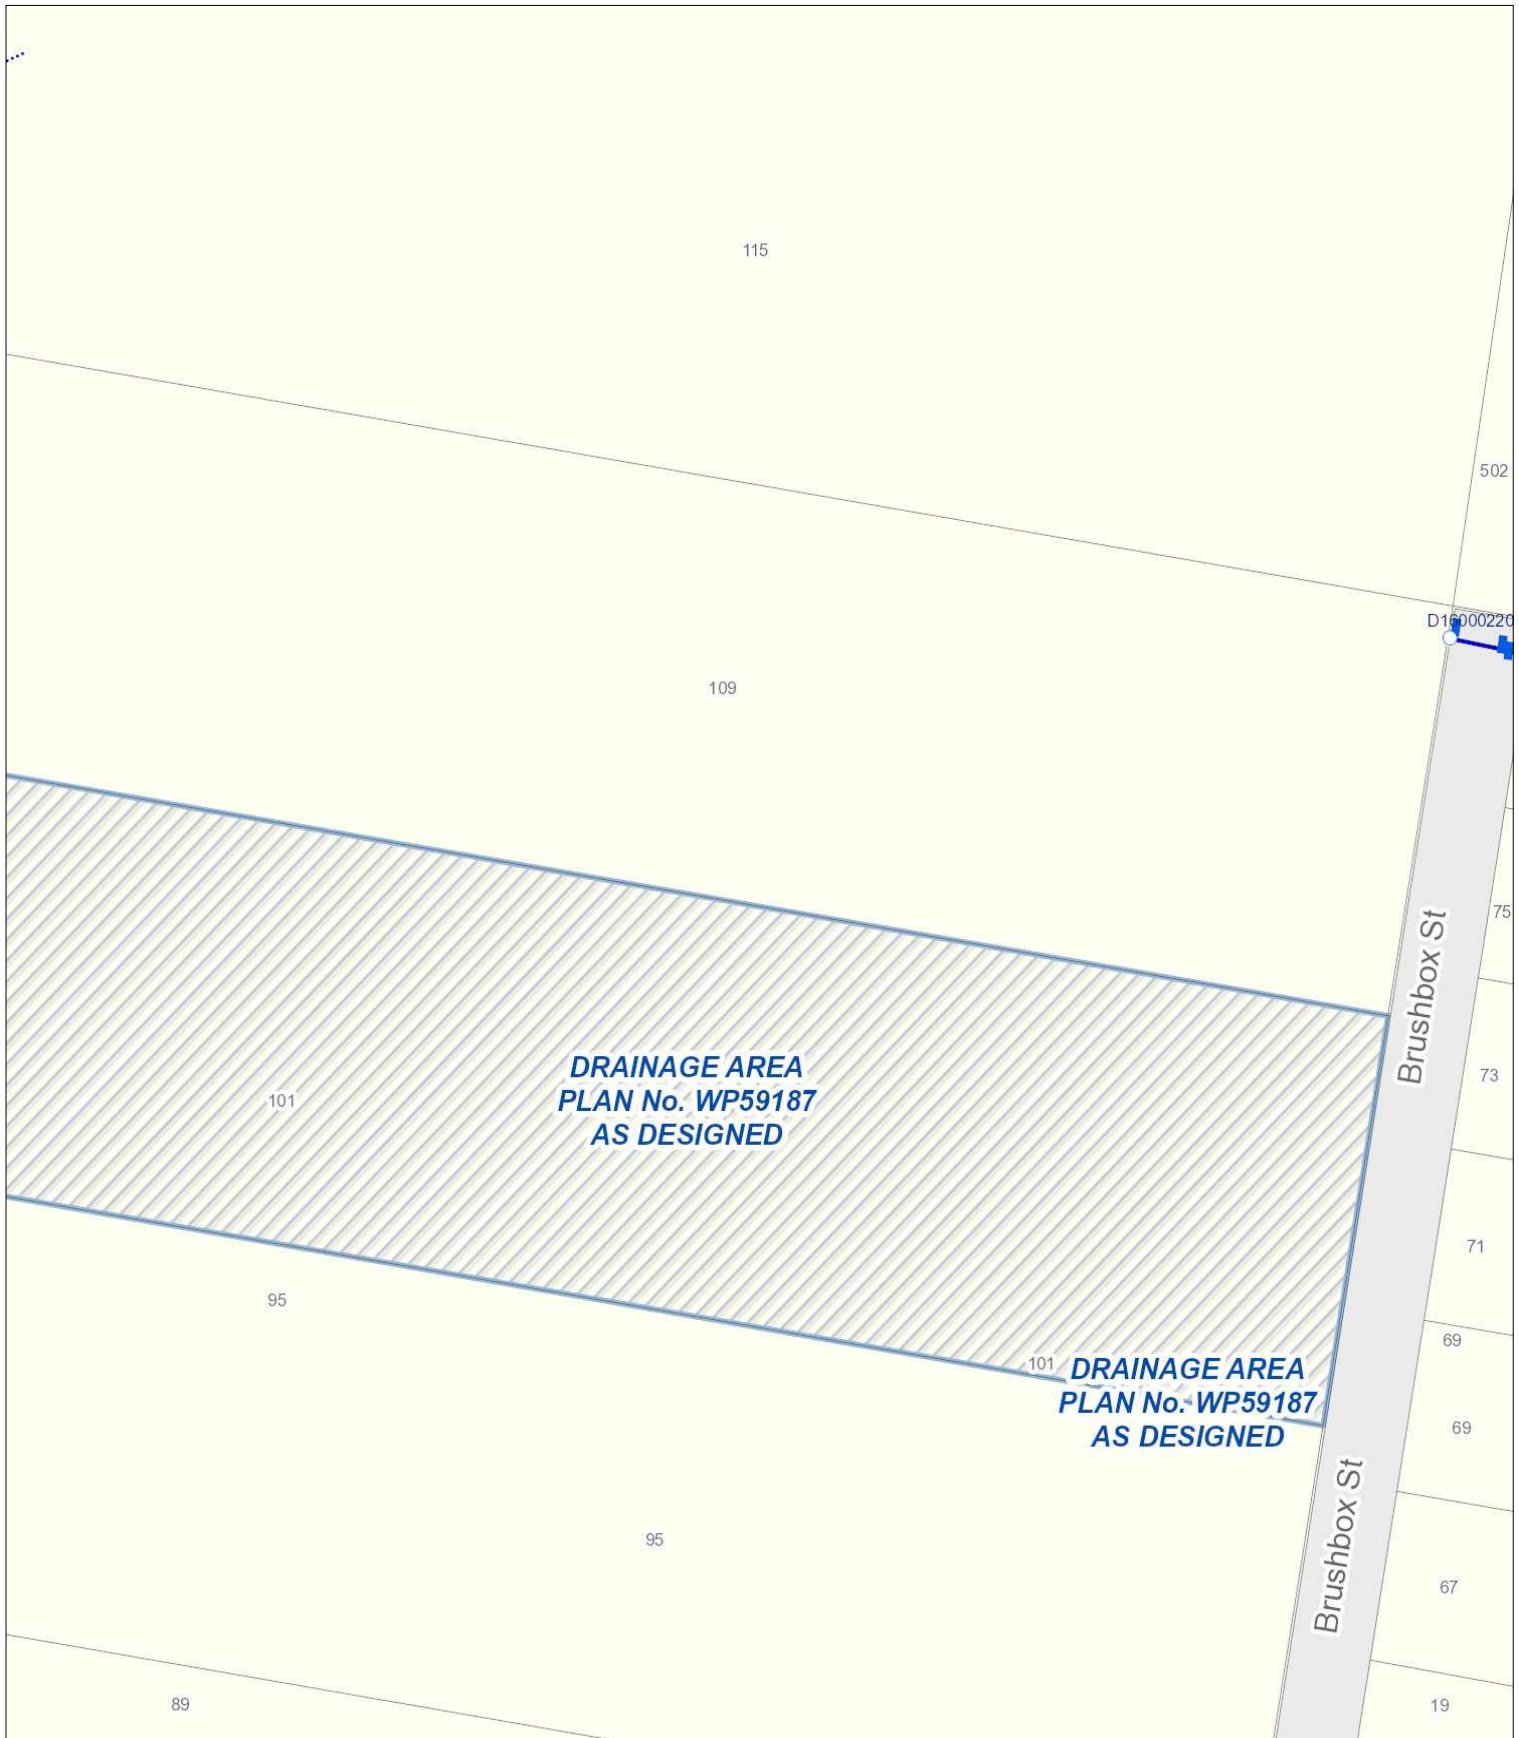 115
502
D16000220
109
75
Brushbox St
DRAINAGE AREA
PLAN No. WP59187
AS DESIGNED
101
73
71
95
69
101
DRAINAGE AREA
PLAN No. WP59187
AS DESIGNED
69
Brushbox St
95
67
89
19